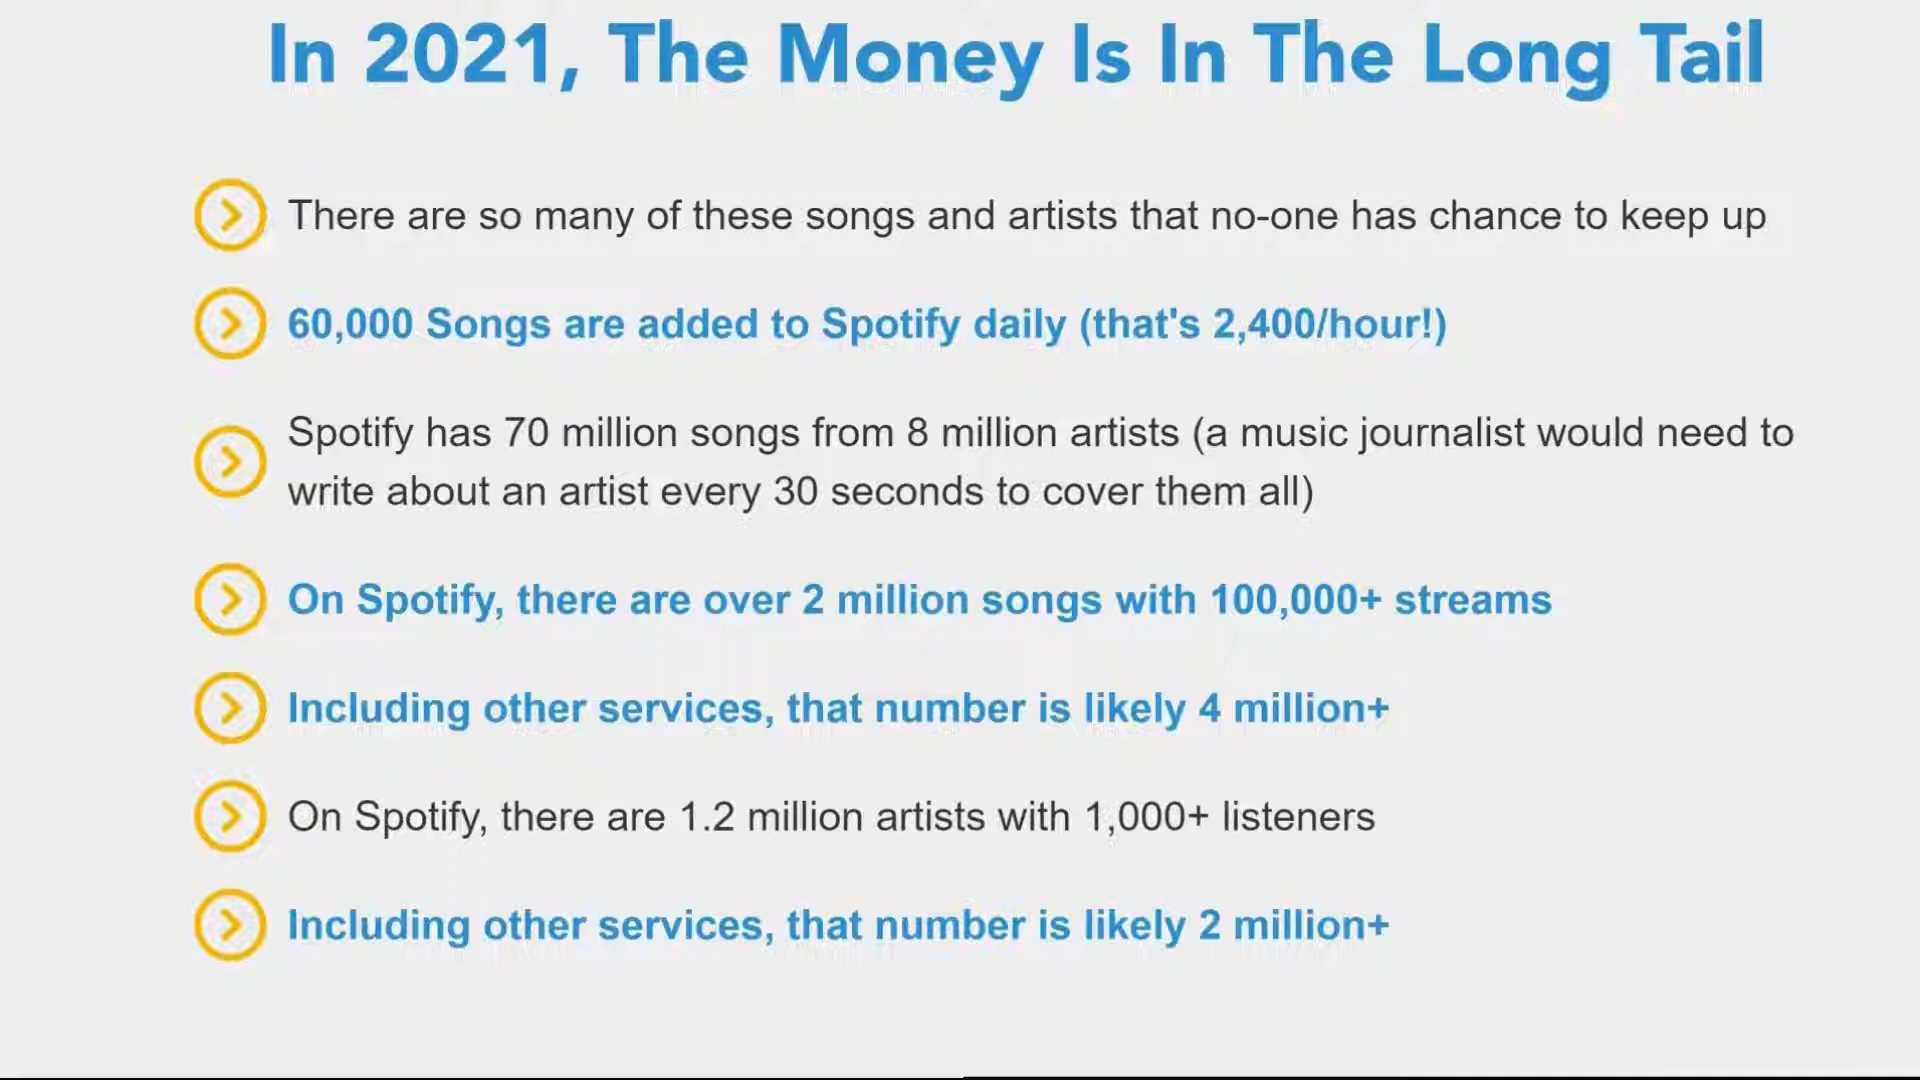 In 2021, The Money Is In The Long Tail
There are so many of these songs and artists that no-one has chance to keep up
60,000 Songs are added to Spotify daily (that's 2,400/hour!)
Spotify has 70 million songs from 8 million artists (a music journalist would need to
write about an artist every 30 seconds to cover them all)
On Spotify, there are over 2 million songs with 100,000+ streams
Including other services, that number is likely 4 million+
On Spotify, there are 1.2 million artists with 1,000+ listeners
Including other services, that number is likely 2 million+